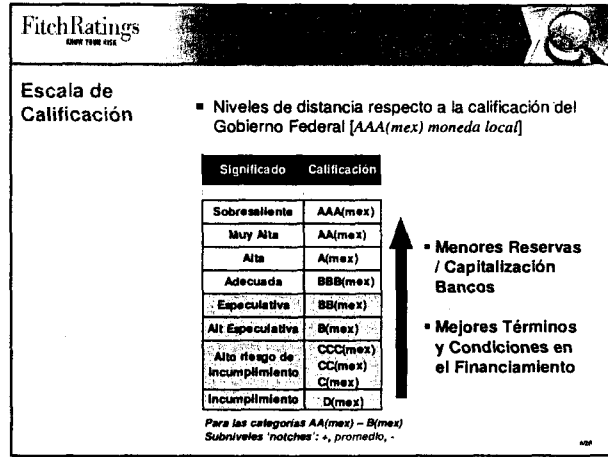 FitchRatings
KNOW YOUR RISK
Escala de
Calificación
▪ Niveles de distancia respecto a la calificación del
Gobierno Federal [AAA(mex) moneda local]
Significado Calificación
Sobresaliente AAA(mex)
Muy Alta AA(mex)
Alta A(mex)
Adecuada BBB(mex)
Especulativa BB(mex)
Alt Especulativa B(mex)
Alto riesgo de
incumplimiento
CCC(mex)
CC(mex)
C(mex)
Incumplimiento D(mex)
▪ Menores Reservas
/ Capitalización
Bancos
▪ Mejores Términos
y Condiciones en
el Financiamiento
Para las categorías AA(mex) – B(mex)
Subniveles 'notches': +, promedio, -